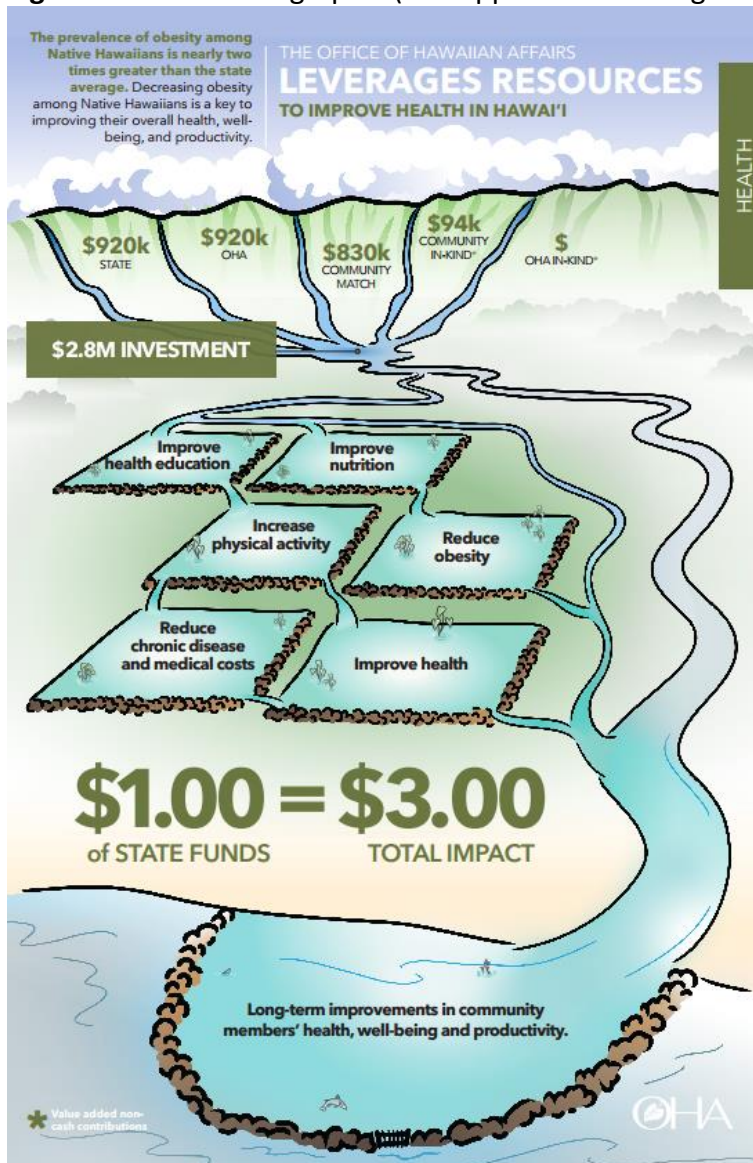 The prevalence of obesity among
Native Hawaiians is nearly two
times greater than the state
average. Decreasing obesity
among Native Hawaiians is a key to
improving their overall health, well-
being, and productivity.
THE OFFICE OF HAWAIIAN AFFAIRS
LEVERAGES RESOURCES
TO IMPROVE HEALTH IN HAWAI'I
HEALTH
$920k
STATE
$920k
OHA
$830k
COMMUNITY
MATCH
$94k
COMMUNITY
IN-KIND*
$
OHA IN-KIND*
$2.8M INVESTMENT
Improve
health education
Improve
nutrition
Increase
physical activity
Reduce
obesity
Reduce
chronic disease
and medical costs
Improve health
$1.00 = $3.00
of STATE FUNDS TOTAL IMPACT
Long-term improvements in community
members' health, well-being and productivity.
* Value added non-
cash contributions
OHA